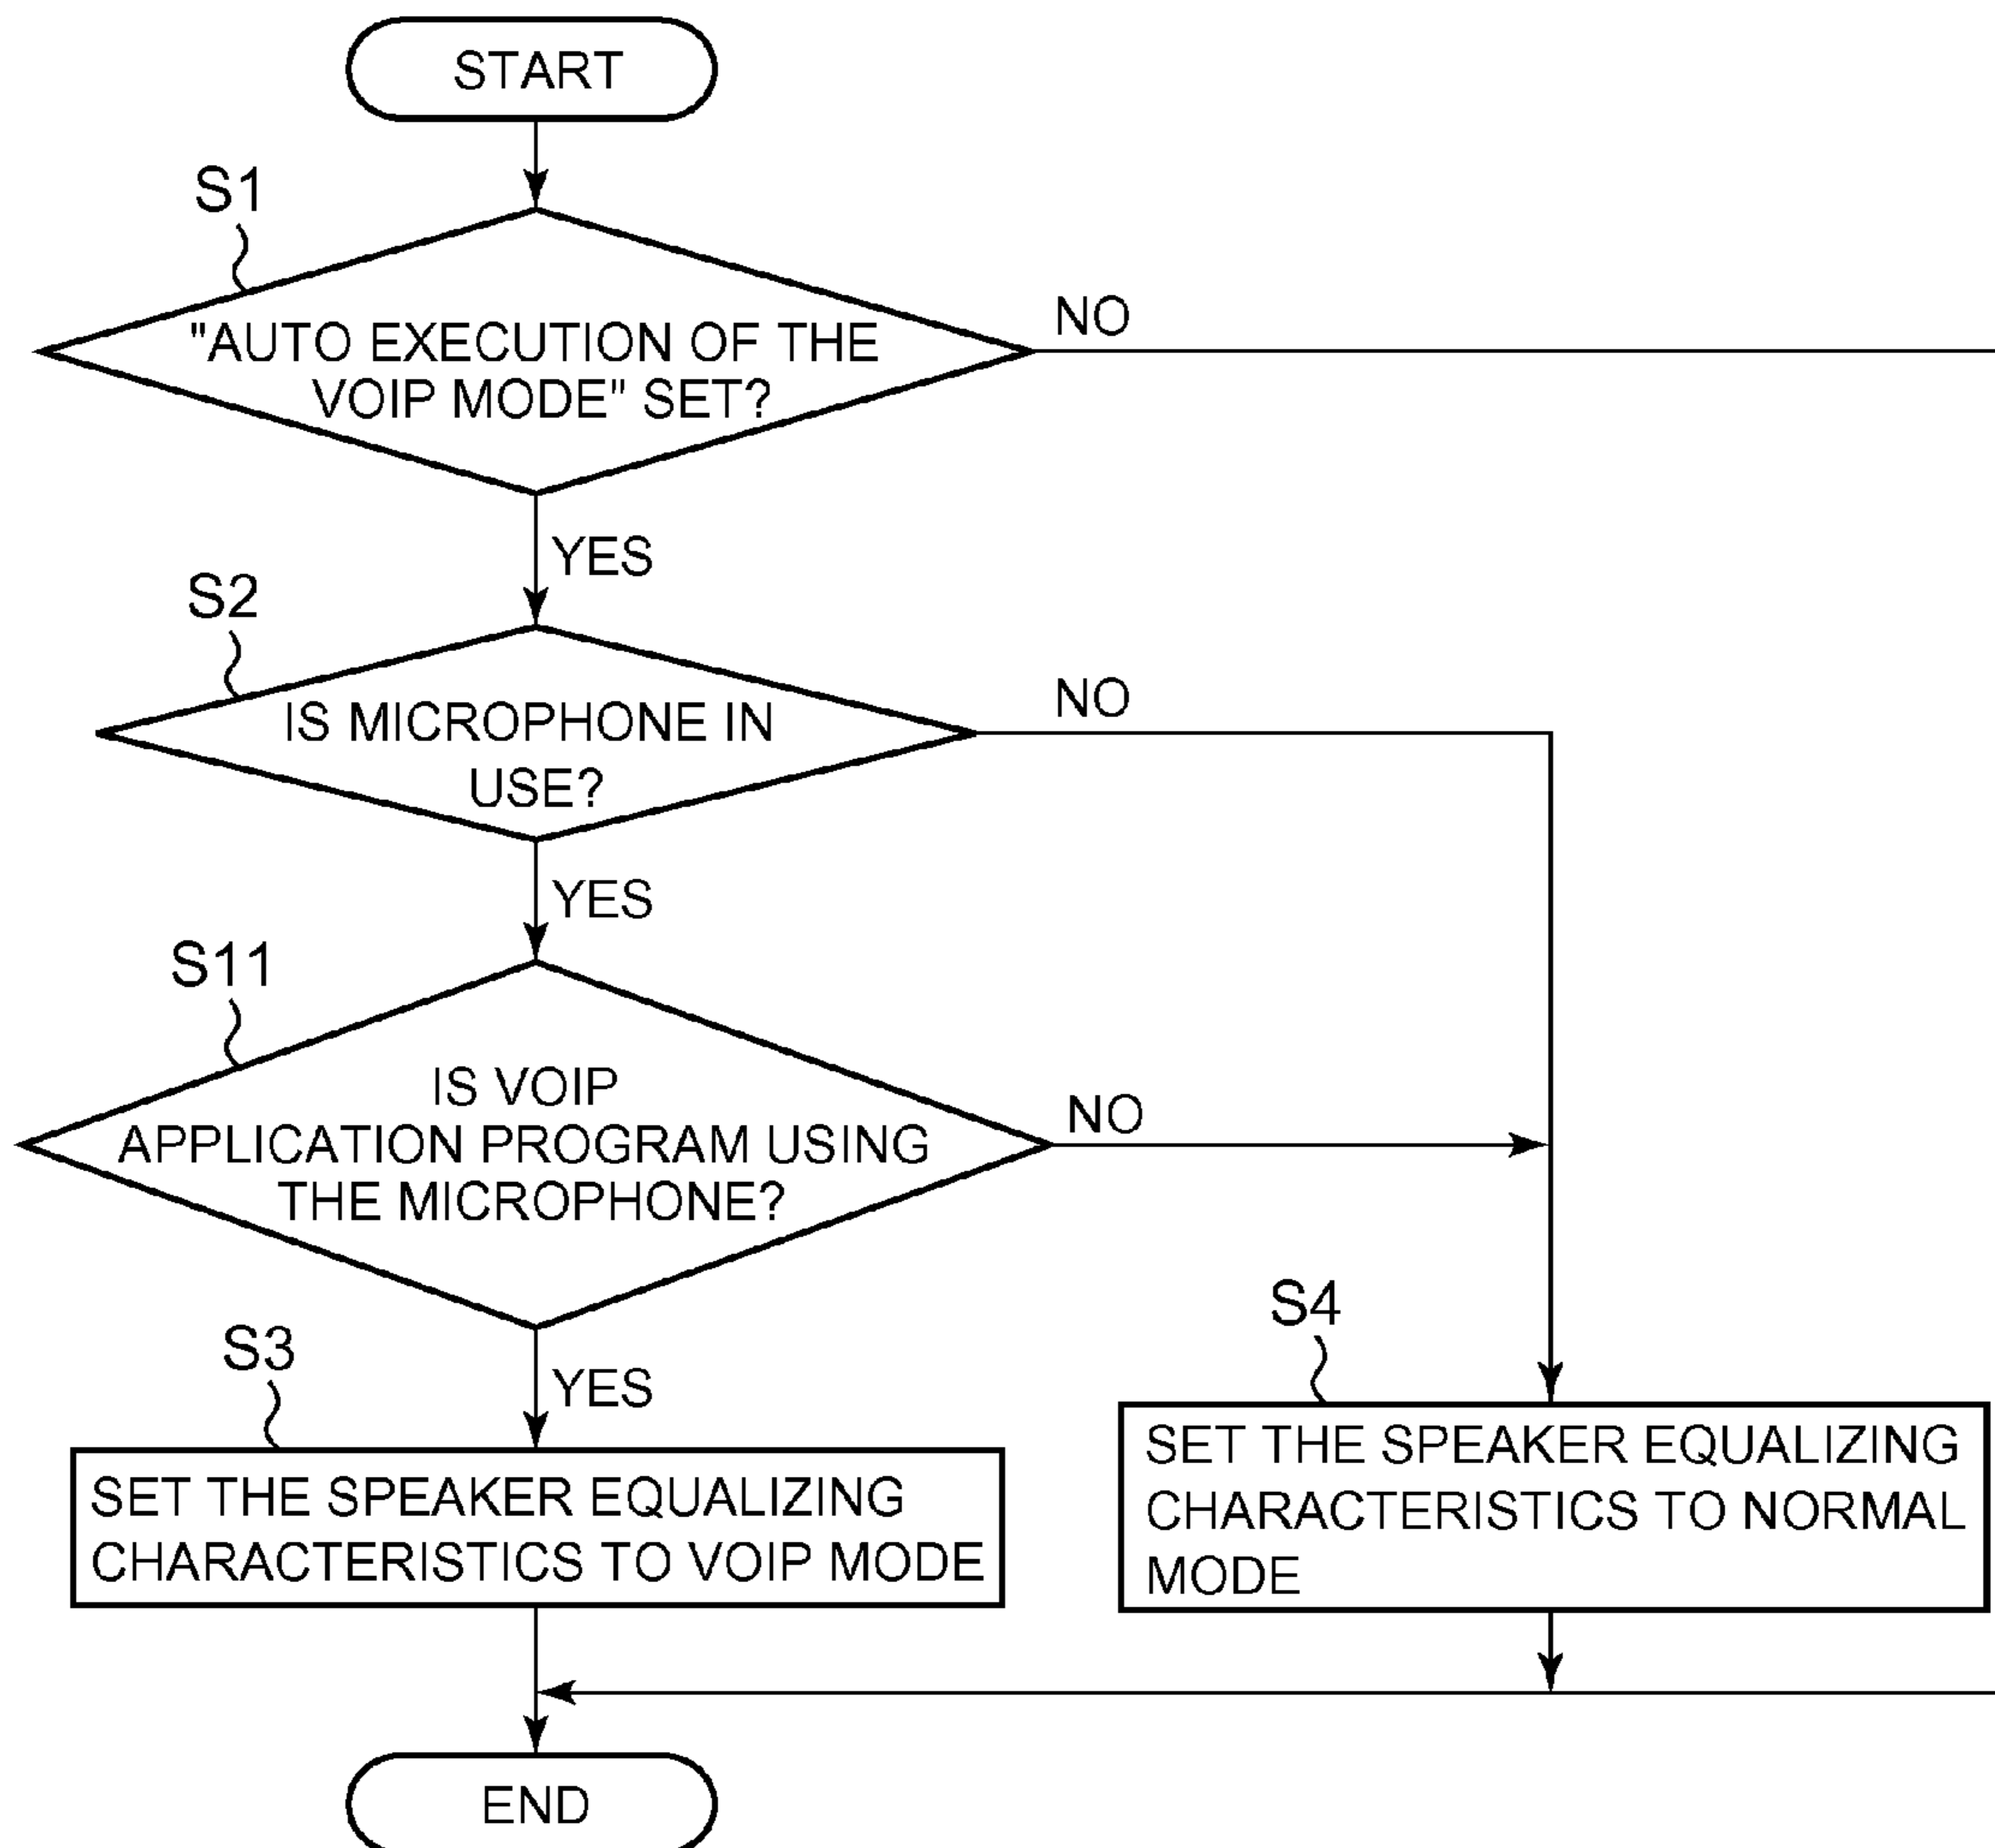 START
S1
"AUTO EXECUTION OF THE
VOIP MODE" SET?
NO
YES
S2
IS MICROPHONE IN
USE?
NO
YES
S11
IS VOIP
APPLICATION PROGRAM USING
THE MICROPHONE?
NO
YES
S3
SET THE SPEAKER EQUALIZING
CHARACTERISTICS TO VOIP MODE
S4
SET THE SPEAKER EQUALIZING
CHARACTERISTICS TO NORMAL
MODE
END